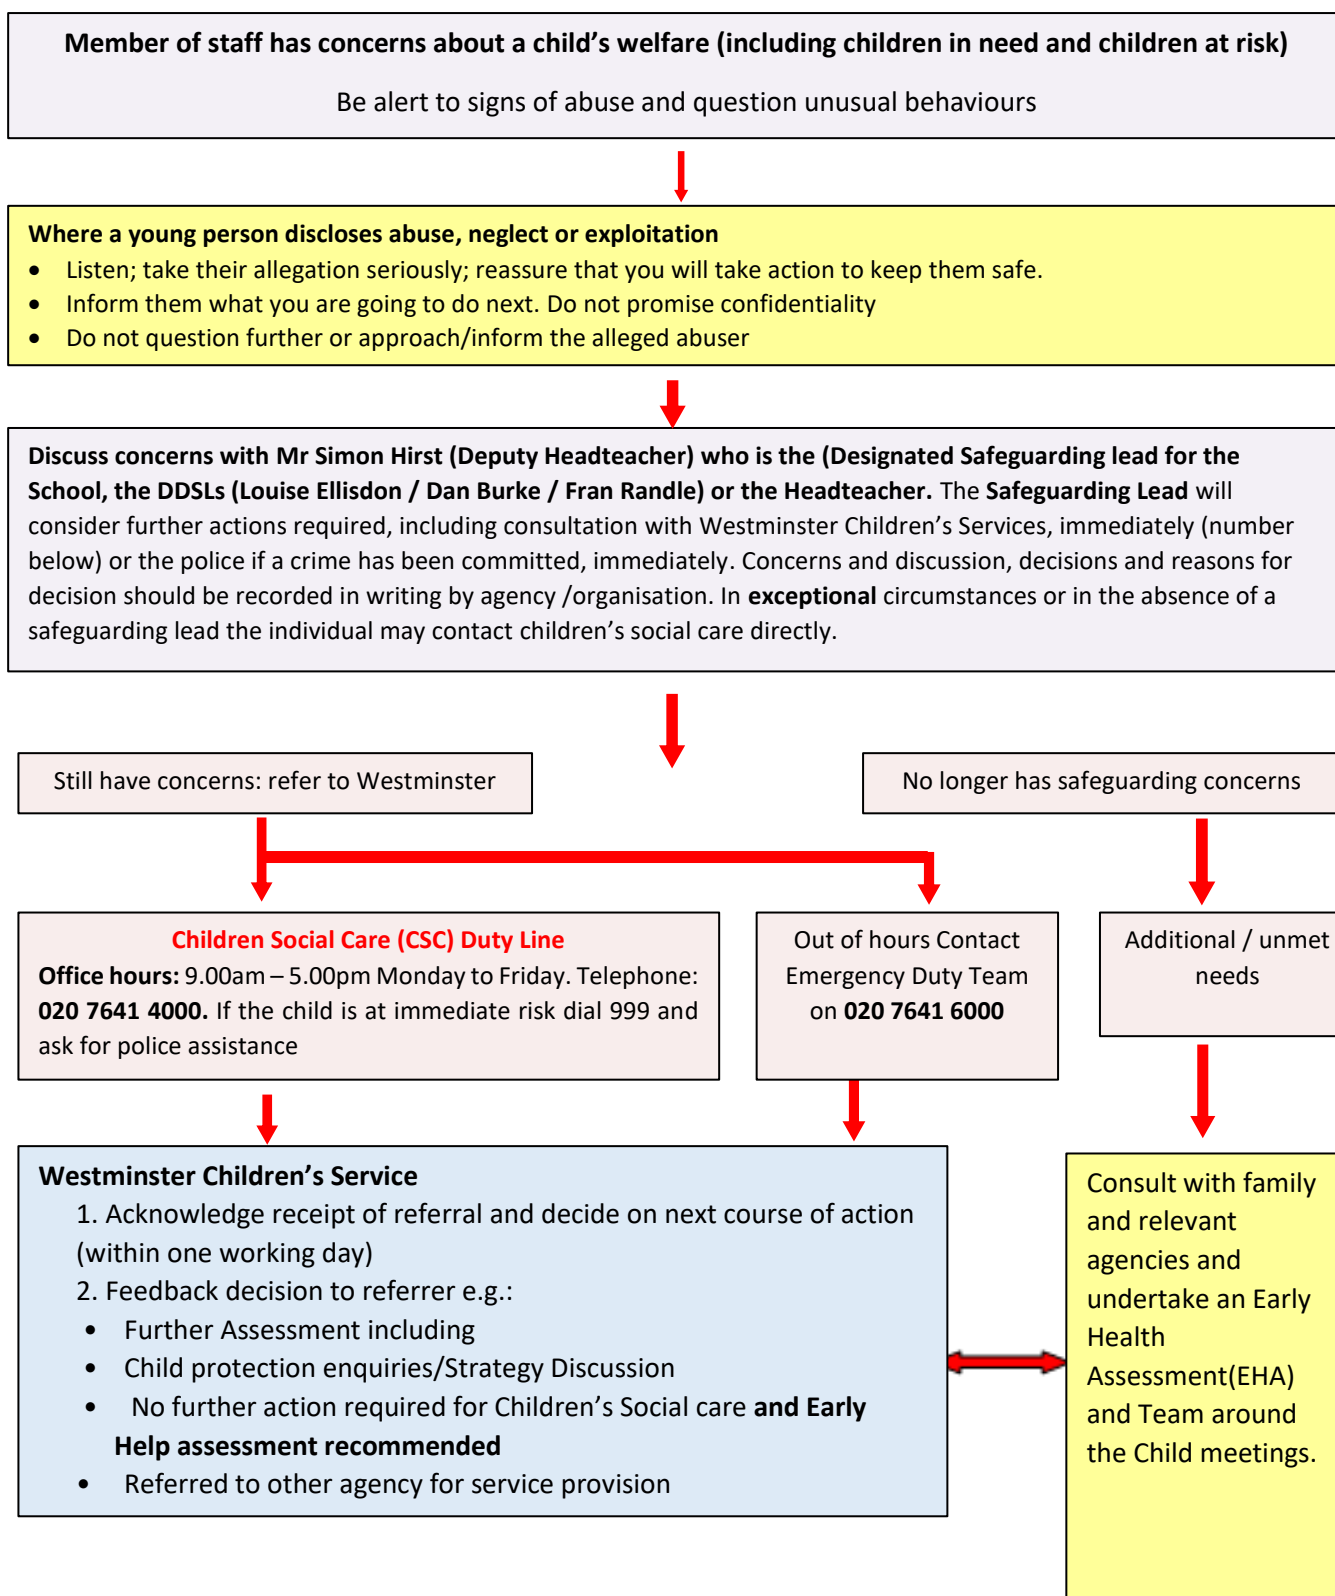 Member of staff has concerns about a child’s welfare (including children in need and children at risk)
Be alert to signs of abuse and question unusual behaviours
Where a young person discloses abuse, neglect or exploitation
• Listen; take their allegation seriously; reassure that you will take action to keep them safe.
• Inform them what you are going to do next. Do not promise confidentiality
• Do not question further or approach/inform the alleged abuser
Discuss concerns with Mr Simon Hirst (Deputy Headteacher) who is the (Designated Safeguarding lead for the
School, the DDSLs (Louise Ellisdon / Dan Burke / Fran Randle) or the Headteacher. The Safeguarding Lead will
consider further actions required, including consultation with Westminster Children’s Services, immediately (number
below) or the police if a crime has been committed, immediately. Concerns and discussion, decisions and reasons for
decision should be recorded in writing by agency /organisation. In exceptional circumstances or in the absence of a
safeguarding lead the individual may contact children’s social care directly.
Still have concerns: refer to Westminster
No longer has safeguarding concerns
Children Social Care (CSC) Duty Line
Office hours: 9.00am – 5.00pm Monday to Friday. Telephone:
020 7641 4000. If the child is at immediate risk dial 999 and
ask for police assistance
Out of hours Contact
Emergency Duty Team
on 020 7641 6000
Additional / unmet
needs
Westminster Children’s Service
1. Acknowledge receipt of referral and decide on next course of action
(within one working day)
2. Feedback decision to referrer e.g.:
• Further Assessment including
• Child protection enquiries/Strategy Discussion
• No further action required for Children’s Social care and Early
Help assessment recommended
• Referred to other agency for service provision
Consult with family
and relevant
agencies and
undertake an Early
Health
Assessment(EHA)
and Team around
the Child meetings.